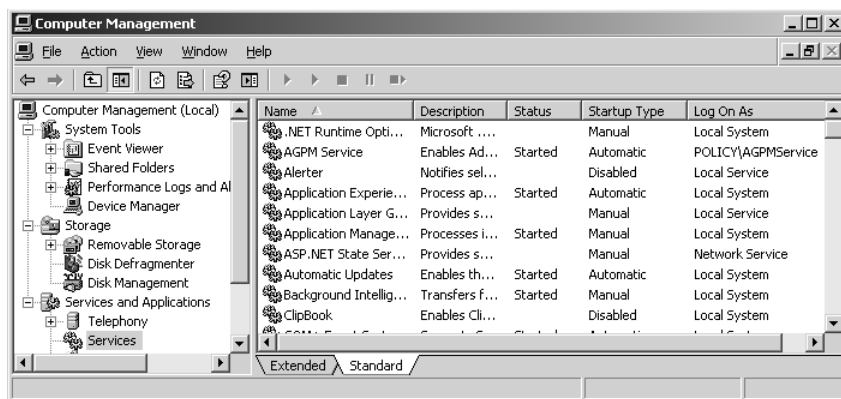 Computer Management
File Action View Window Help
Computer Management (Local)
System Tools
Event Viewer
Shared Folders
Performance Logs and Al
Device Manager
Storage
Removable Storage
Disk Defragmenter
Disk Management
Services and Applications
Telephony
Services
Name Description Status Startup Type Log On As
.NET Runtime Opti... Microsoft .... Manual Local System
AGPM Service Enables Ad... Started Automatic POLICY\AGPMService
Alerter Notifies sel... Disabled Local Service
Application Experie... Process ap... Started Automatic Local System
Application Layer G... Provides s... Manual Local Service
Application Manage... Processes i... Started Manual Local System
ASP.NET State Ser... Provides s... Manual Network Service
Automatic Updates Enables th... Started Automatic Local System
Background Intellig... Transfers f... Started Manual Local System
ClipBook Enables Cli... Disabled Local System
Extended Standard